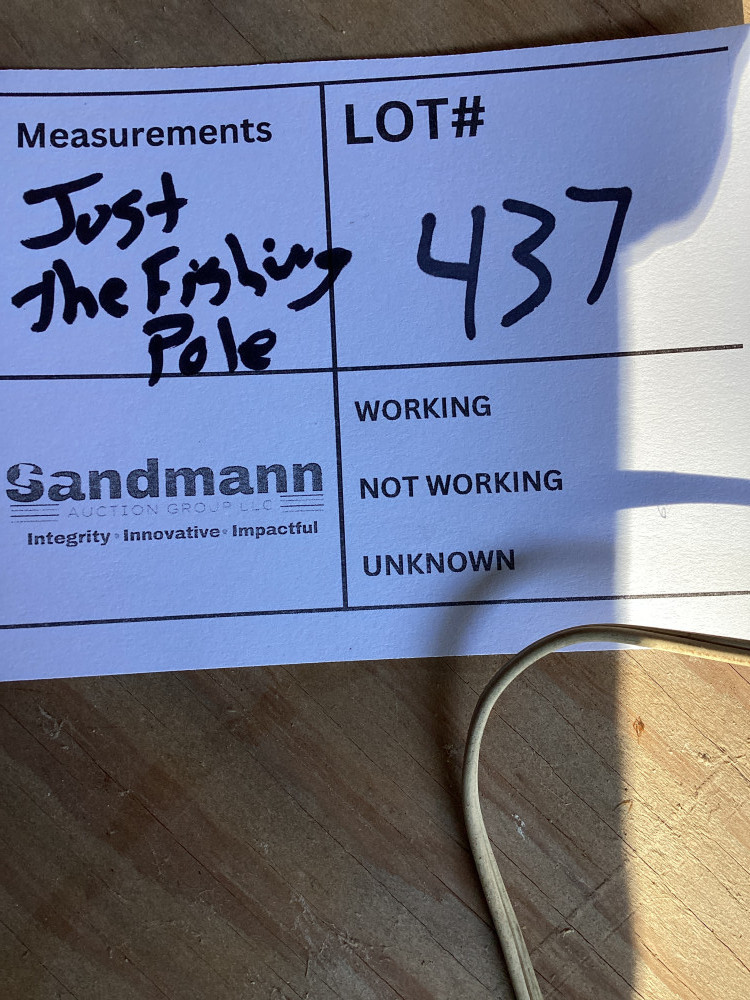 Measurements
Just
the Fishing
Pole
LOT#
437
Sandmann
AUCTION GROUP LLC
Integrity • Innovative • Impactful
WORKING
NOT WORKING
UNKNOWN